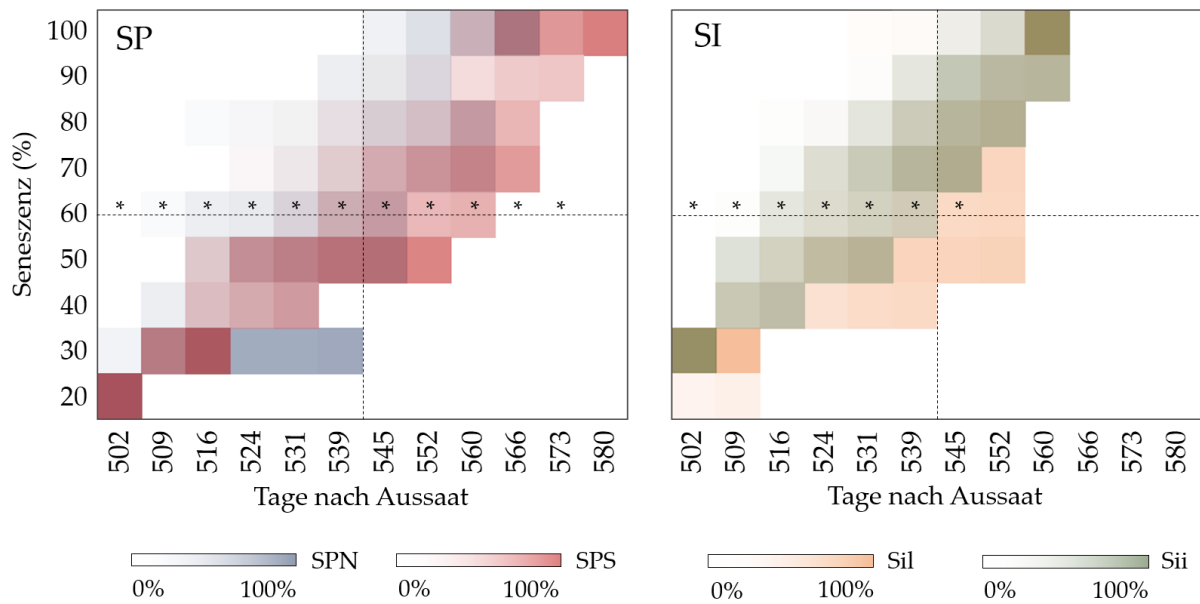 SP
SI
Seneszenz (%)
100
90
80
70
60
50
40
30
20
* * * * * * * * * * *
* * * * * * *
502 509 516 524 531 539 545 552 560 566 573 580
502 509 516 524 531 539 545 552 560 566 573 580
Tage nach Aussaat
Tage nach Aussaat
SPN
0% 100%
SPS
0% 100%
Sil
0% 100%
Sii
0% 100%